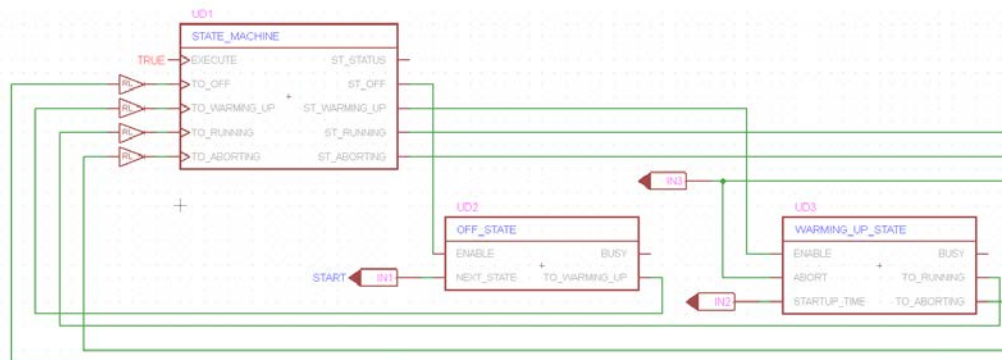 UD1
STATE_MACHINE
TRUE EXECUTE ST_STATUS
RL TO_OFF ST_OFF
RL TO_WARMING_UP ST_WARMING_UP
RL TO_RUNNING ST_RUNNING
RL TO_ABORTING ST_ABORTING
IN3
UD2
OFF_STATE
ENABLE BUSY
START IN1 NEXT_STATE TO_WARMING_UP
UD3
WARMING_UP_STATE
ENABLE BUSY
ABORT TO_RUNNING
IN2 STARTUP_TIME TO_ABORTING